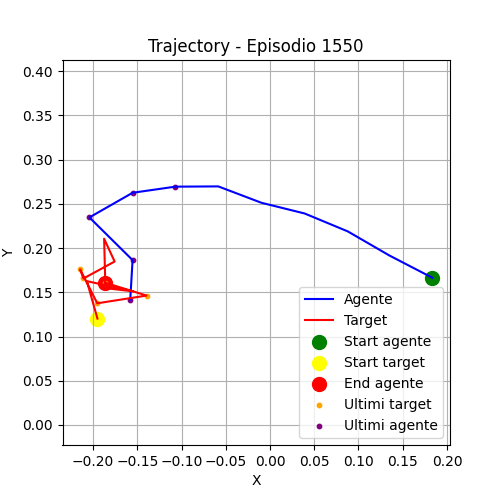 Trajectory - Episodio 1550
Y
0.40
0.35
0.30
0.25
0.20
0.15
0.10
0.05
0.00
Agente
Target
Start agente
Start target
End agente
Ultimi target
Ultimi agente
−0.20 −0.15 −0.10 −0.05 0.00 0.05 0.10 0.15 0.20
X